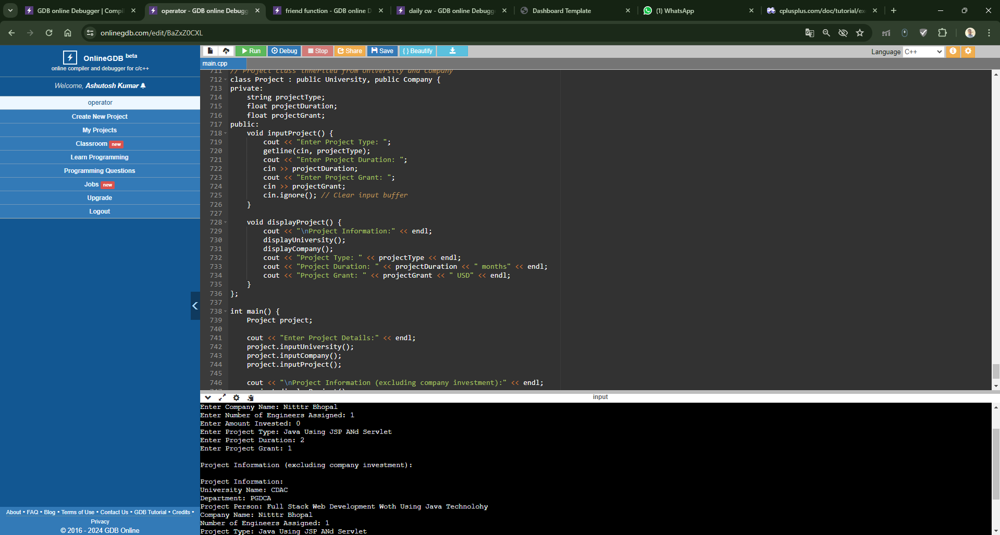 GDB online Debugger | Compil
operator - GDB online Debugg
friend function - GDB online D
daily cw - GDB online Debugg
Dashboard Template
(1) WhatsApp
cplusplus.com/doc/tutorial/ex
onlinegdb.com/edit/BaZxZ0CXL
OnlineGDB beta
online compiler and debugger for c/c++
Welcome, Ashutosh Kumar
operator
Create New Project
My Projects
Classroom new
Learn Programming
Programming Questions
Jobs new
Upgrade
Logout
About • FAQ • Blog • Terms of Use • Contact Us • GDB Tutorial • Credits •
Privacy
© 2016 - 2024 GDB Online
Run Debug Stop Share Save { } Beautify
Language C++
main.cpp
711 // Project class inherited from University and Company
712 class Project : public University, public Company {
713 private:
714 string projectType;
715 float projectDuration;
716 float projectGrant;
717 public:
718 void inputProject() {
719 cout << "Enter Project Type: ";
720 getline(cin, projectType);
721 cout << "Enter Project Duration: ";
722 cin >> projectDuration;
723 cout << "Enter Project Grant: ";
724 cin >> projectGrant;
725 cin.ignore(); // Clear input buffer
726 }
727
728 void displayProject() {
729 cout << "\nProject Information:" << endl;
730 displayUniversity();
731 displayCompany();
732 cout << "Project Type: " << projectType << endl;
733 cout << "Project Duration: " << projectDuration << " months" << endl;
734 cout << "Project Grant: " << projectGrant << " USD" << endl;
735 }
736 };
737
738 int main() {
739 Project project;
740
741 cout << "Enter Project Details:" << endl;
742 project.inputUniversity();
743 project.inputCompany();
744 project.inputProject();
745
746 cout << "\nProject Information (excluding company investment):" << endl;
input
Enter Company Name: Nitttr Bhopal
Enter Number of Engineers Assigned: 1
Enter Amount Invested: 0
Enter Project Type: Java Using JSP ANd Servlet
Enter Project Duration: 2
Enter Project Grant: 1
Project Information (excluding company investment):
Project Information:
University Name: CDAC
Department: PGDCA
Project Person: Full Stack Web Development Woth Using Java Technolohy
Company Name: Nitttr Bhopal
Number of Engineers Assigned: 1
Project Type: Java Using JSP ANd Servlet